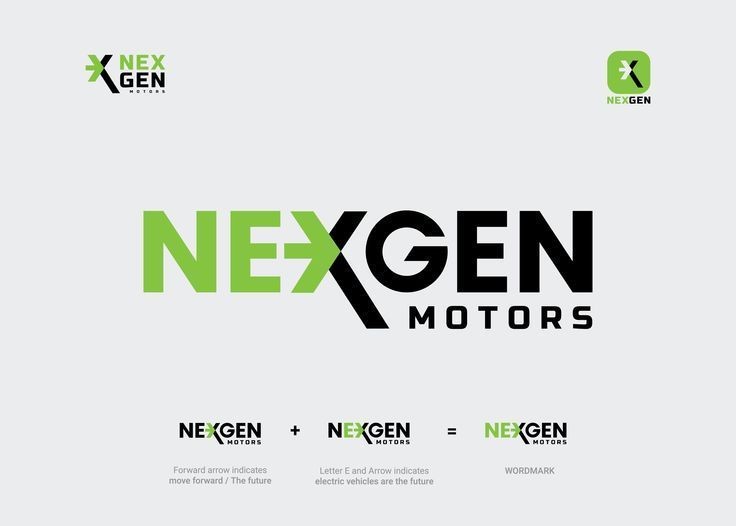 NEX
GEN
MOTORS
NEXGEN
NEXGEN
MOTORS
NEXGEN
MOTORS
+
NEXGEN
MOTORS
=
NEXGEN
MOTORS
Forward arrow indicates
move forward / The future
Letter E and Arrow indicates
electric vehicles are the future
WORDMARK